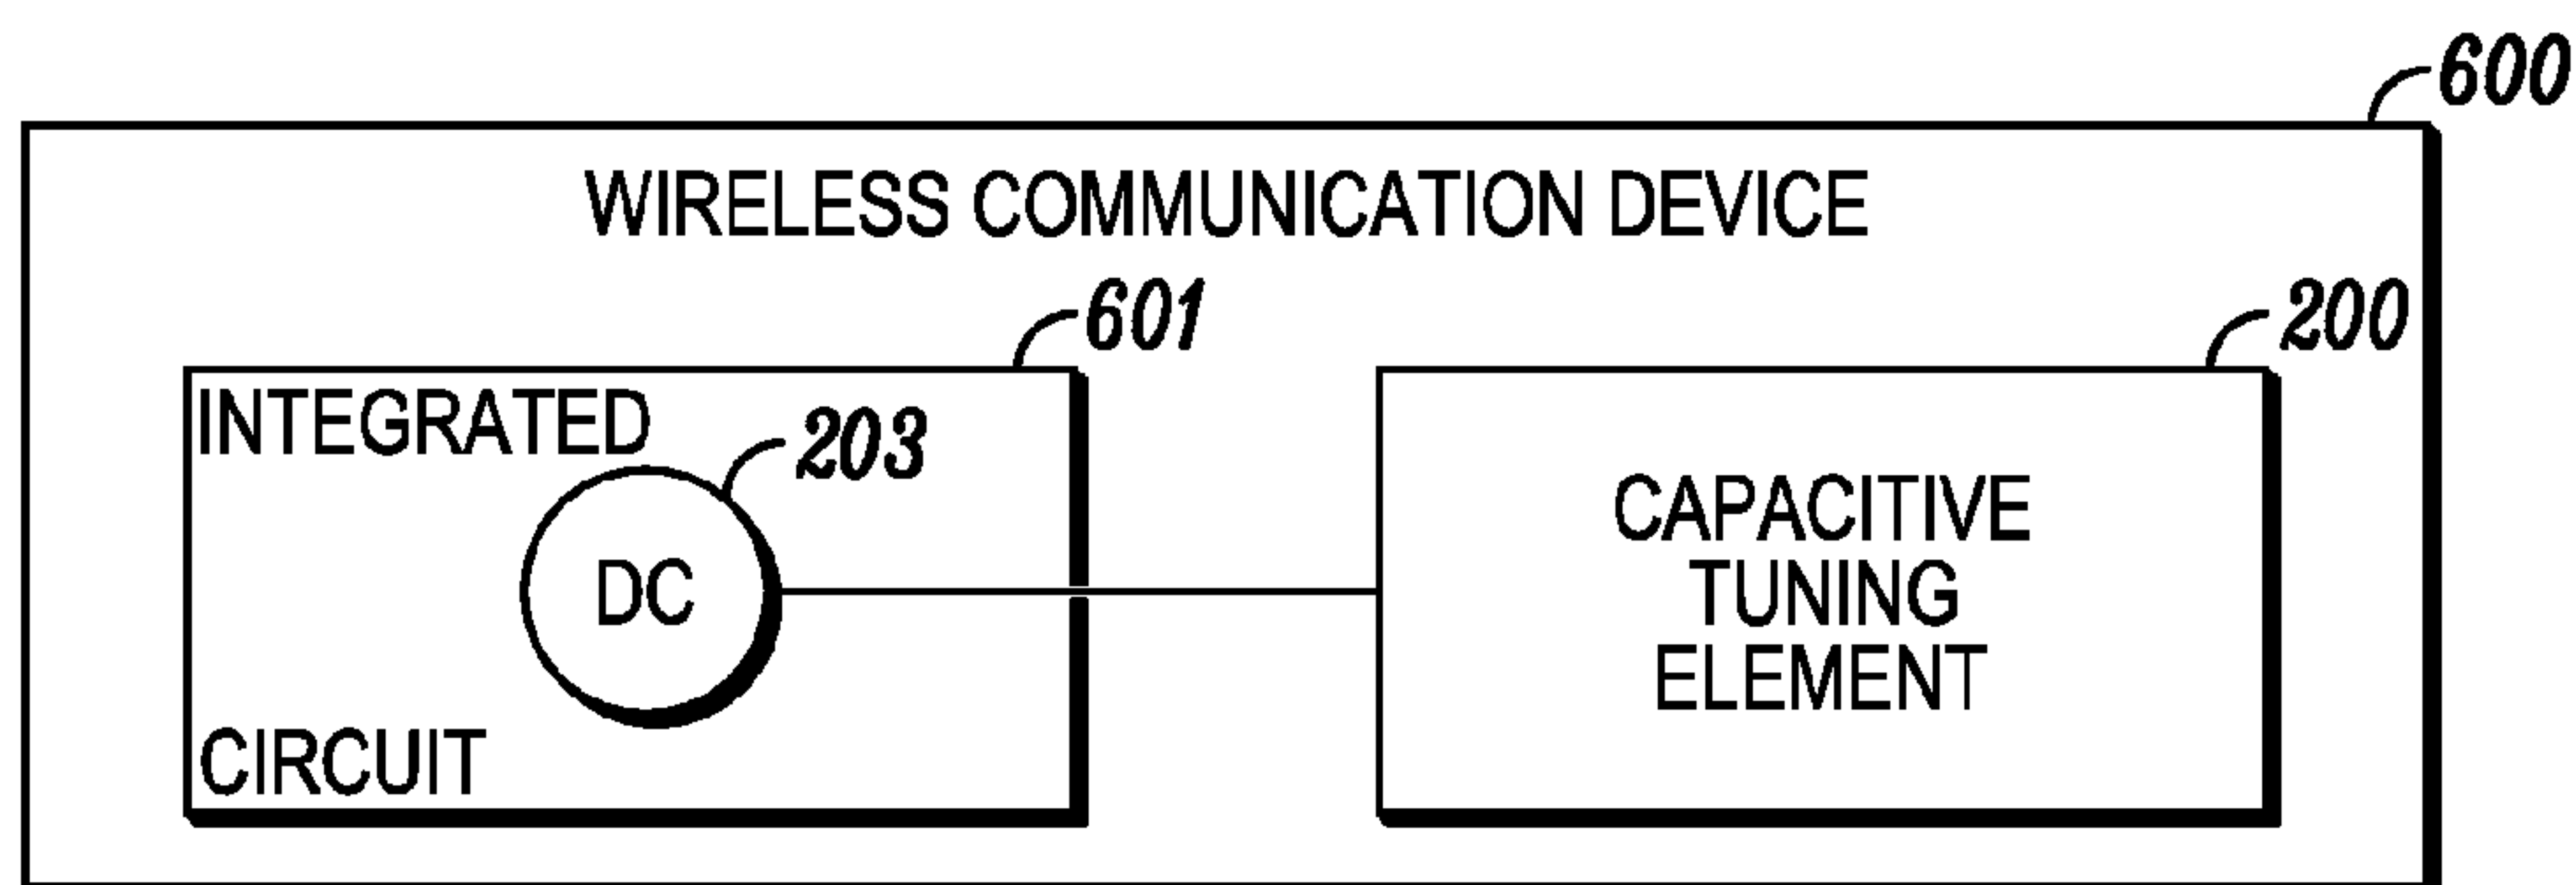 600
WIRELESS COMMUNICATION DEVICE
601
200
INTEGRATED
203
DC
CIRCUIT
CAPACITIVE
TUNING
ELEMENT